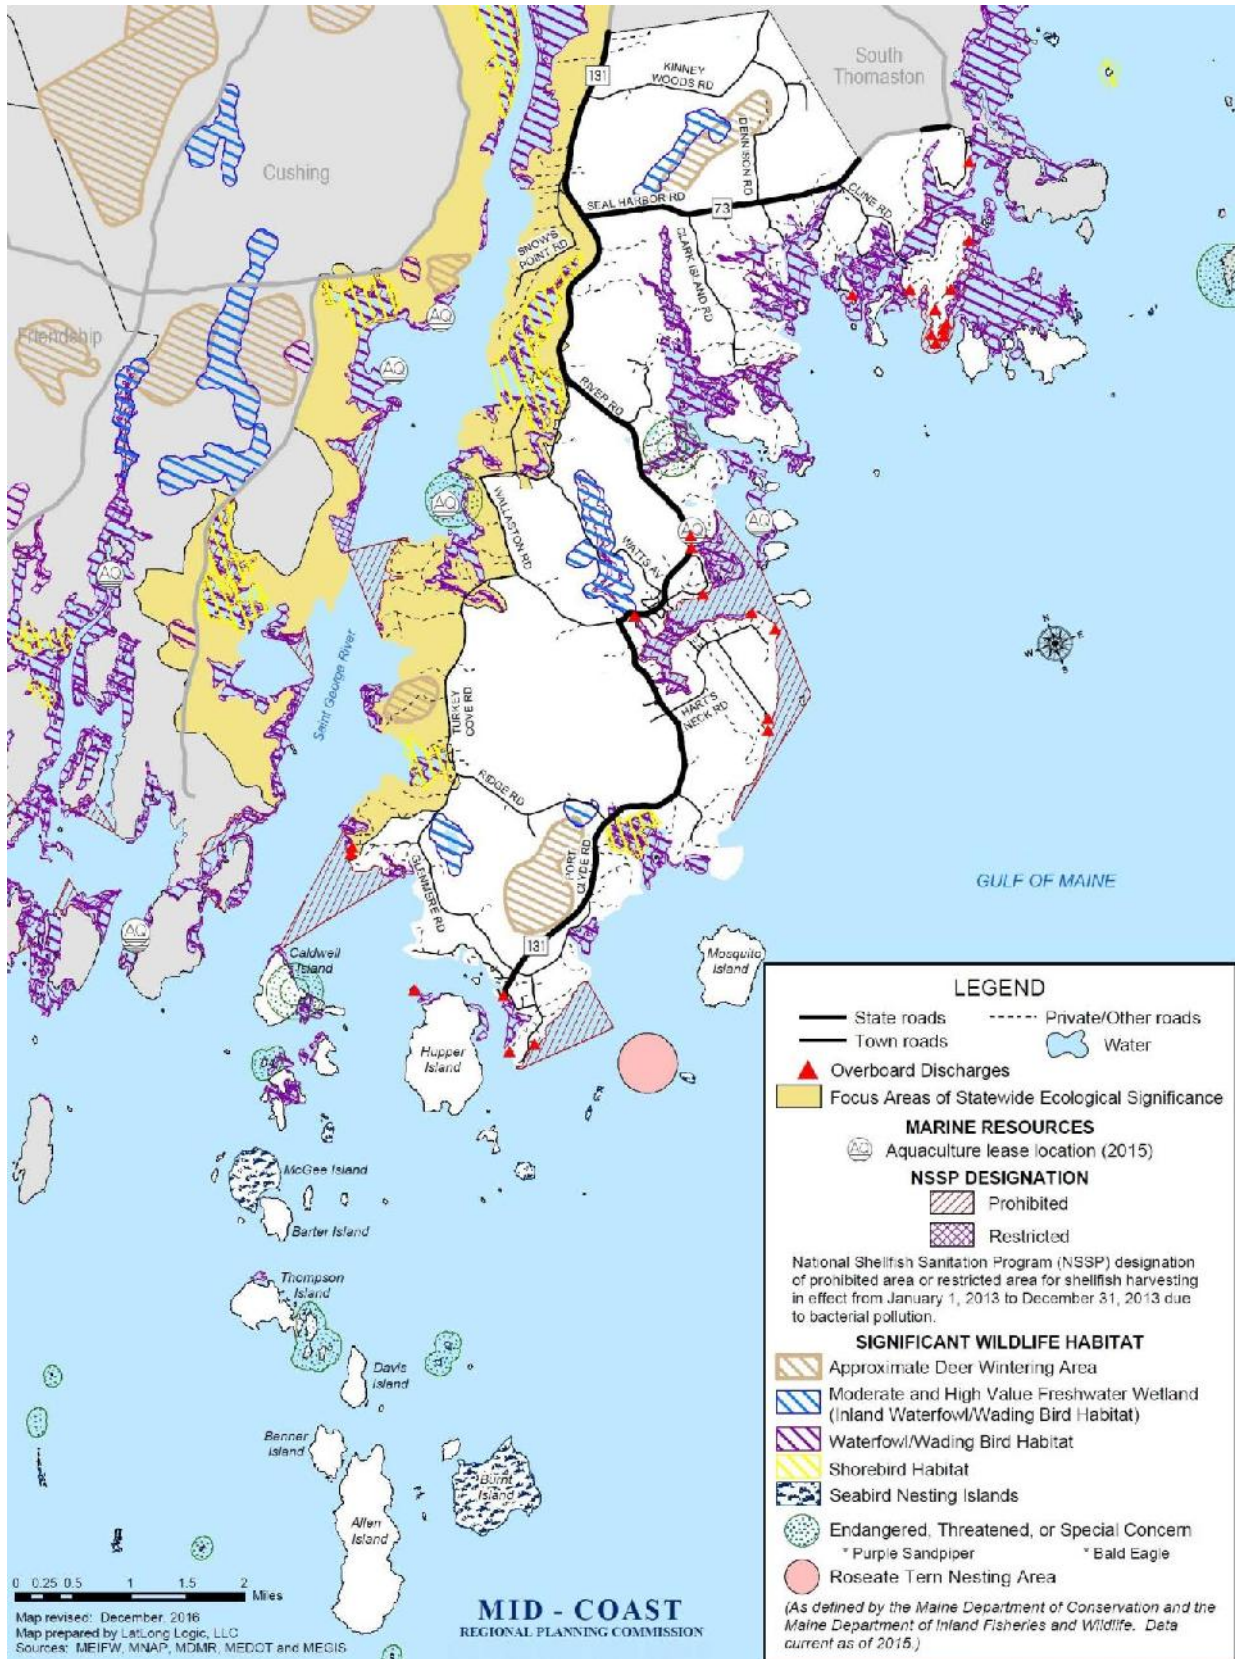 South
Thomaston
131
KINNEY
WOODS RD
DENNISON RD
Cushing
SEAL HARBOR RD
73
CLINE RD
SNOW'S
POINT RD
CLARK ISLAND RD
AQ
Friendship
AQ
RIVER RD
AQ
WALLASTON RD
AQ
AQ
WATTS AV
AQ
N
W
E
S
Saint George River
TURKEY
COVE RD
HART'S
NECK RD
RIDGE RD
GLENMERE RD
PORT
CLYDE RD
GULF OF MAINE
AQ
131
Caldwell
Island
Mosquito
Island
Hupper
Island
McGee Island
Barter Island
Thompson
Island
Davis
Island
Benner
Island
Burnt
Island
Allen
Island
LEGEND
State roads
Private/Other roads
Town roads
Water
Overboard Discharges
Focus Areas of Statewide Ecological Significance
MARINE RESOURCES
AQ Aquaculture lease location (2015)
NSSP DESIGNATION
Prohibited
Restricted
National Shellfish Sanitation Program (NSSP) designation
of prohibited area or restricted area for shellfish harvesting
in effect from January 1, 2013 to December 31, 2013 due
to bacterial pollution.
SIGNIFICANT WILDLIFE HABITAT
Approximate Deer Wintering Area
Moderate and High Value Freshwater Wetland
(Inland Waterfowl/Wading Bird Habitat)
Waterfowl/Wading Bird Habitat
Shorebird Habitat
Seabird Nesting Islands
Endangered, Threatened, or Special Concern
* Purple Sandpiper * Bald Eagle
Roseate Tern Nesting Area
(As defined by the Maine Department of Conservation and the
Maine Department of Inland Fisheries and Wildlife. Data
current as of 2015.)
0 0.25 0.5 1 1.5 2
Miles
Map revised: December, 2016
Map prepared by LatLong Logic, LLC
Sources: MEIFW, MNAP, MDMR, MEDOT and MEGIS
MID - COAST
REGIONAL PLANNING COMMISSION